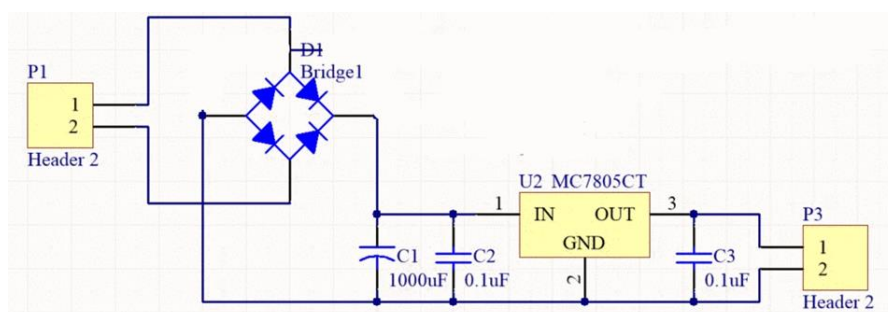 D1
Bridge1
P1
1
2
Header 2
U2 MC7805CT
1
IN
OUT
3
GND
2
C1
1000uF
C2
0.1uF
C3
0.1uF
P3
1
2
Header 2